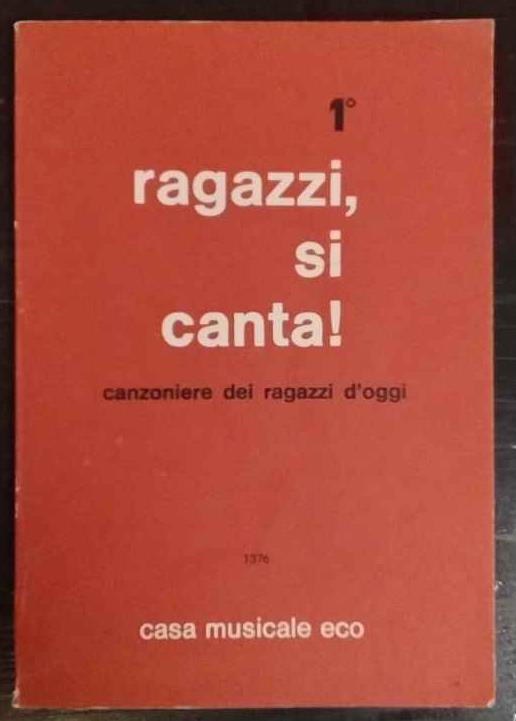 1°
ragazzi,
si
canta!
canzoniere dei ragazzi d'oggi
1376
casa musicale eco